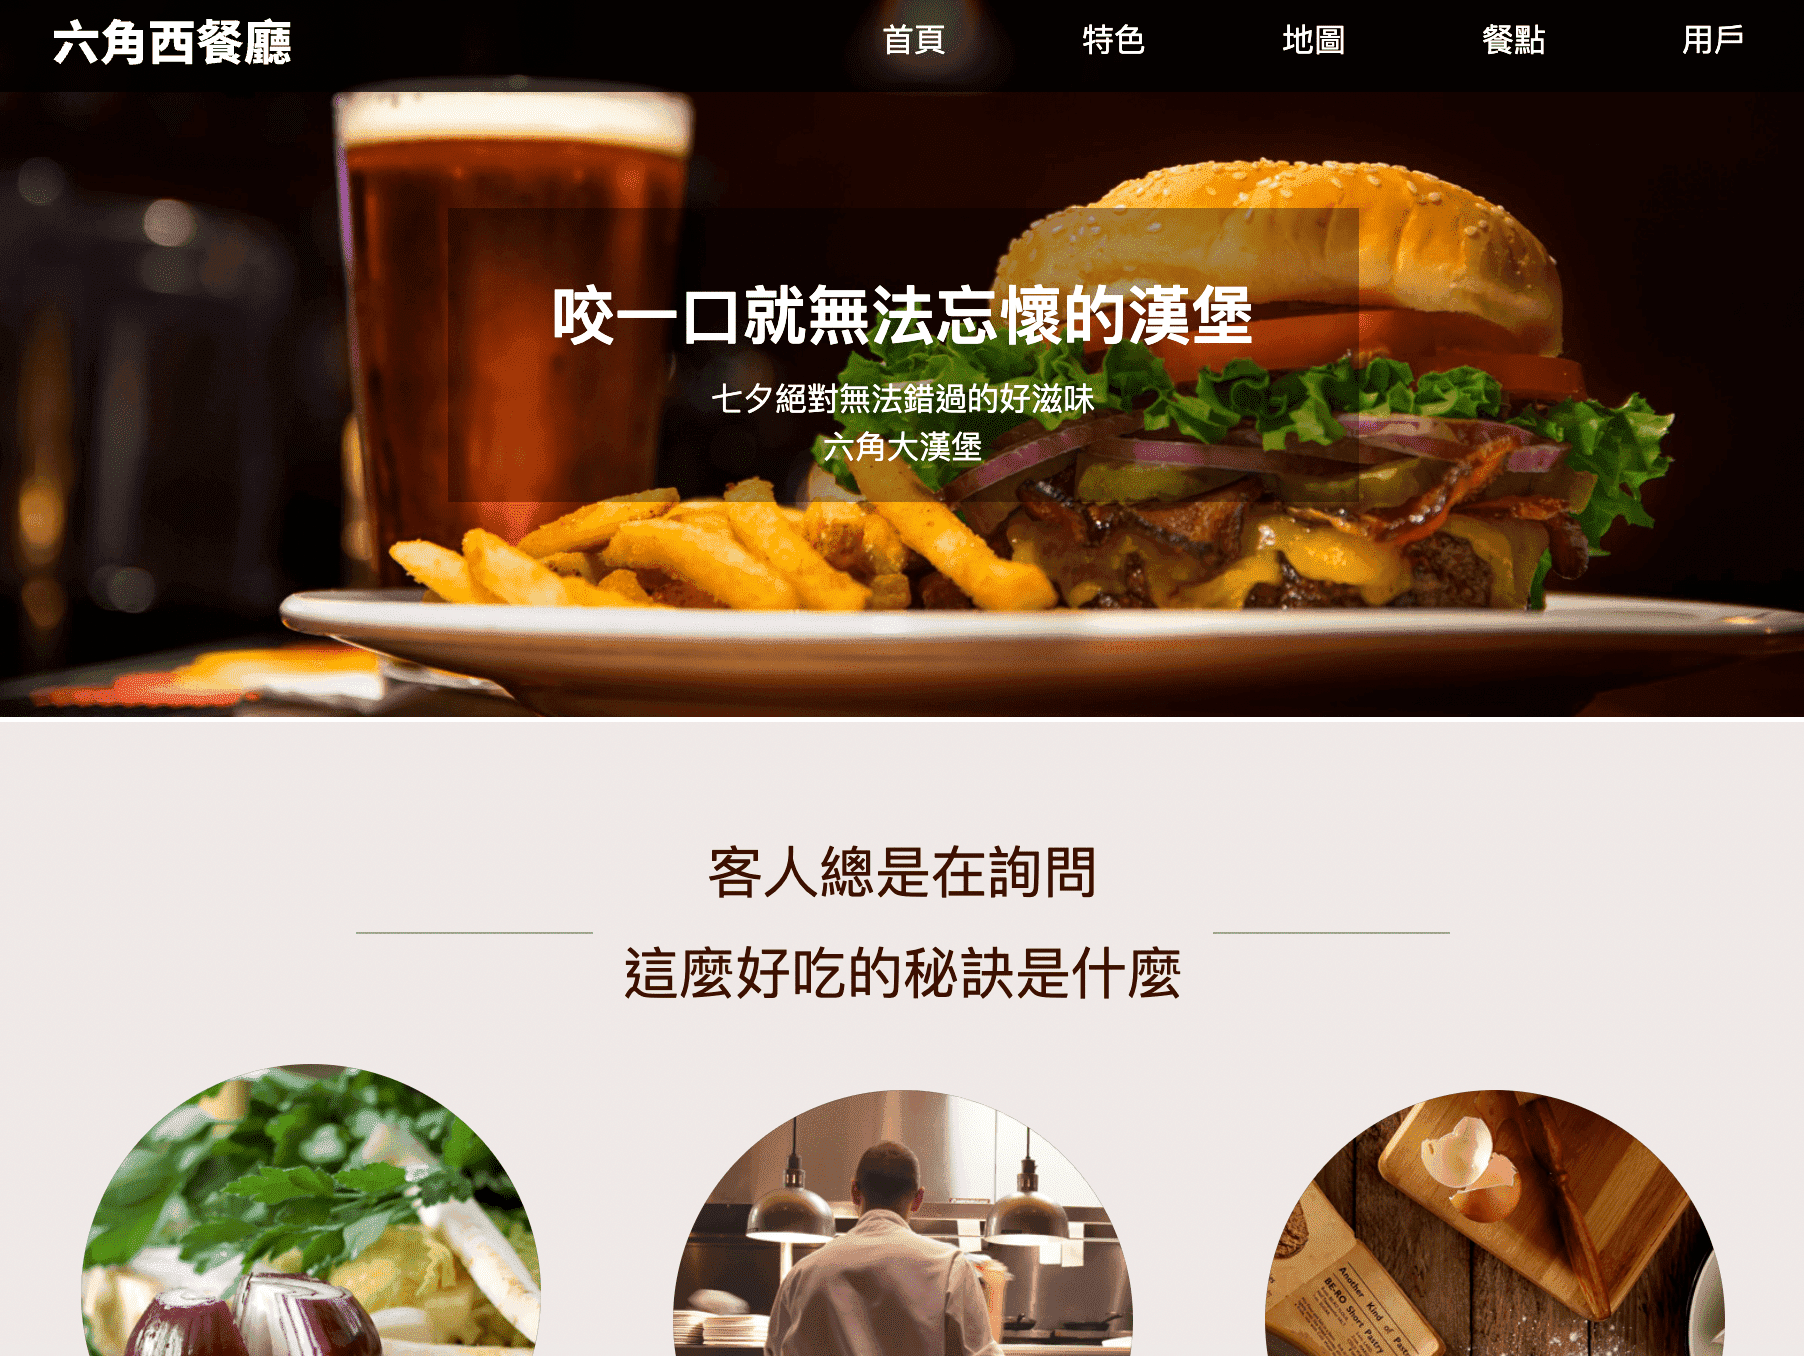 六角西餐廳
首頁
特色
地圖
餐點
用戶
咬一口就無法忘懷的漢堡
七夕絕對無法錯過的好滋味
六角大漢堡
客人總是在詢問
這麼好吃的秘訣是什麼
Another Kind of
BE-RO Short Pastry